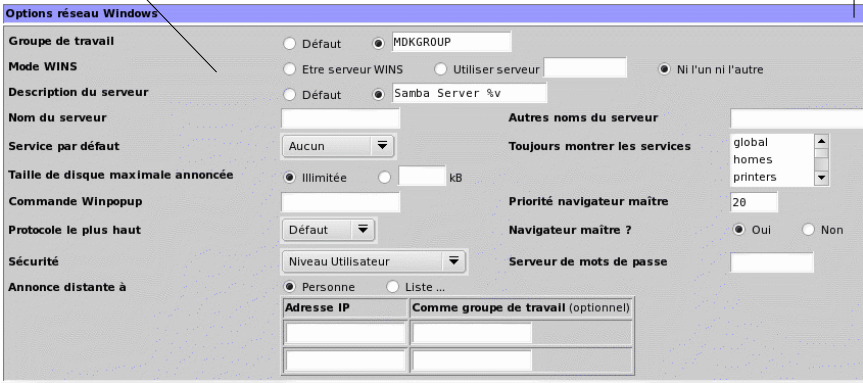 Options réseau Windows
Groupe de travail Défaut MDKGROUP
Mode WINS Etre serveur WINS Utiliser serveur Ni l'un ni l'autre
Description du serveur Défaut Samba Server %v
Nom du serveur Autres noms du serveur
Service par défaut Aucun Toujours montrer les services global
homes
printers
Taille de disque maximale annoncée Illimitée kB
Commande Winpopup Priorité navigateur maître 20
Protocole le plus haut Défaut Navigateur maître ? Oui Non
Sécurité Niveau Utilisateur Serveur de mots de passe
Annonce distante à Personne Liste ...
Adresse IP Comme groupe de travail (optionnel)